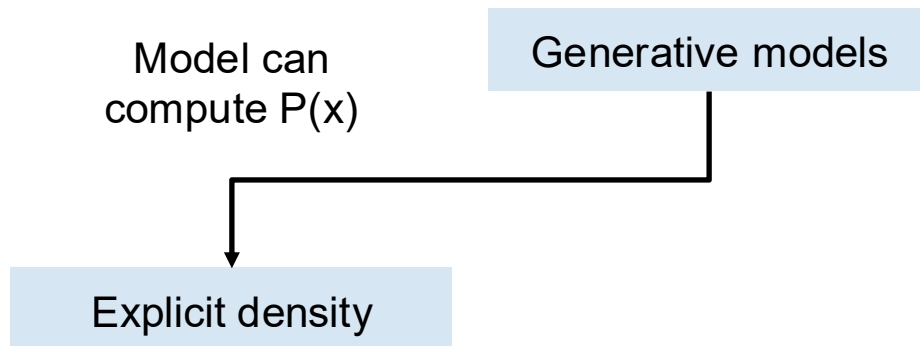 Model can
compute P(x)
Generative models
Explicit density